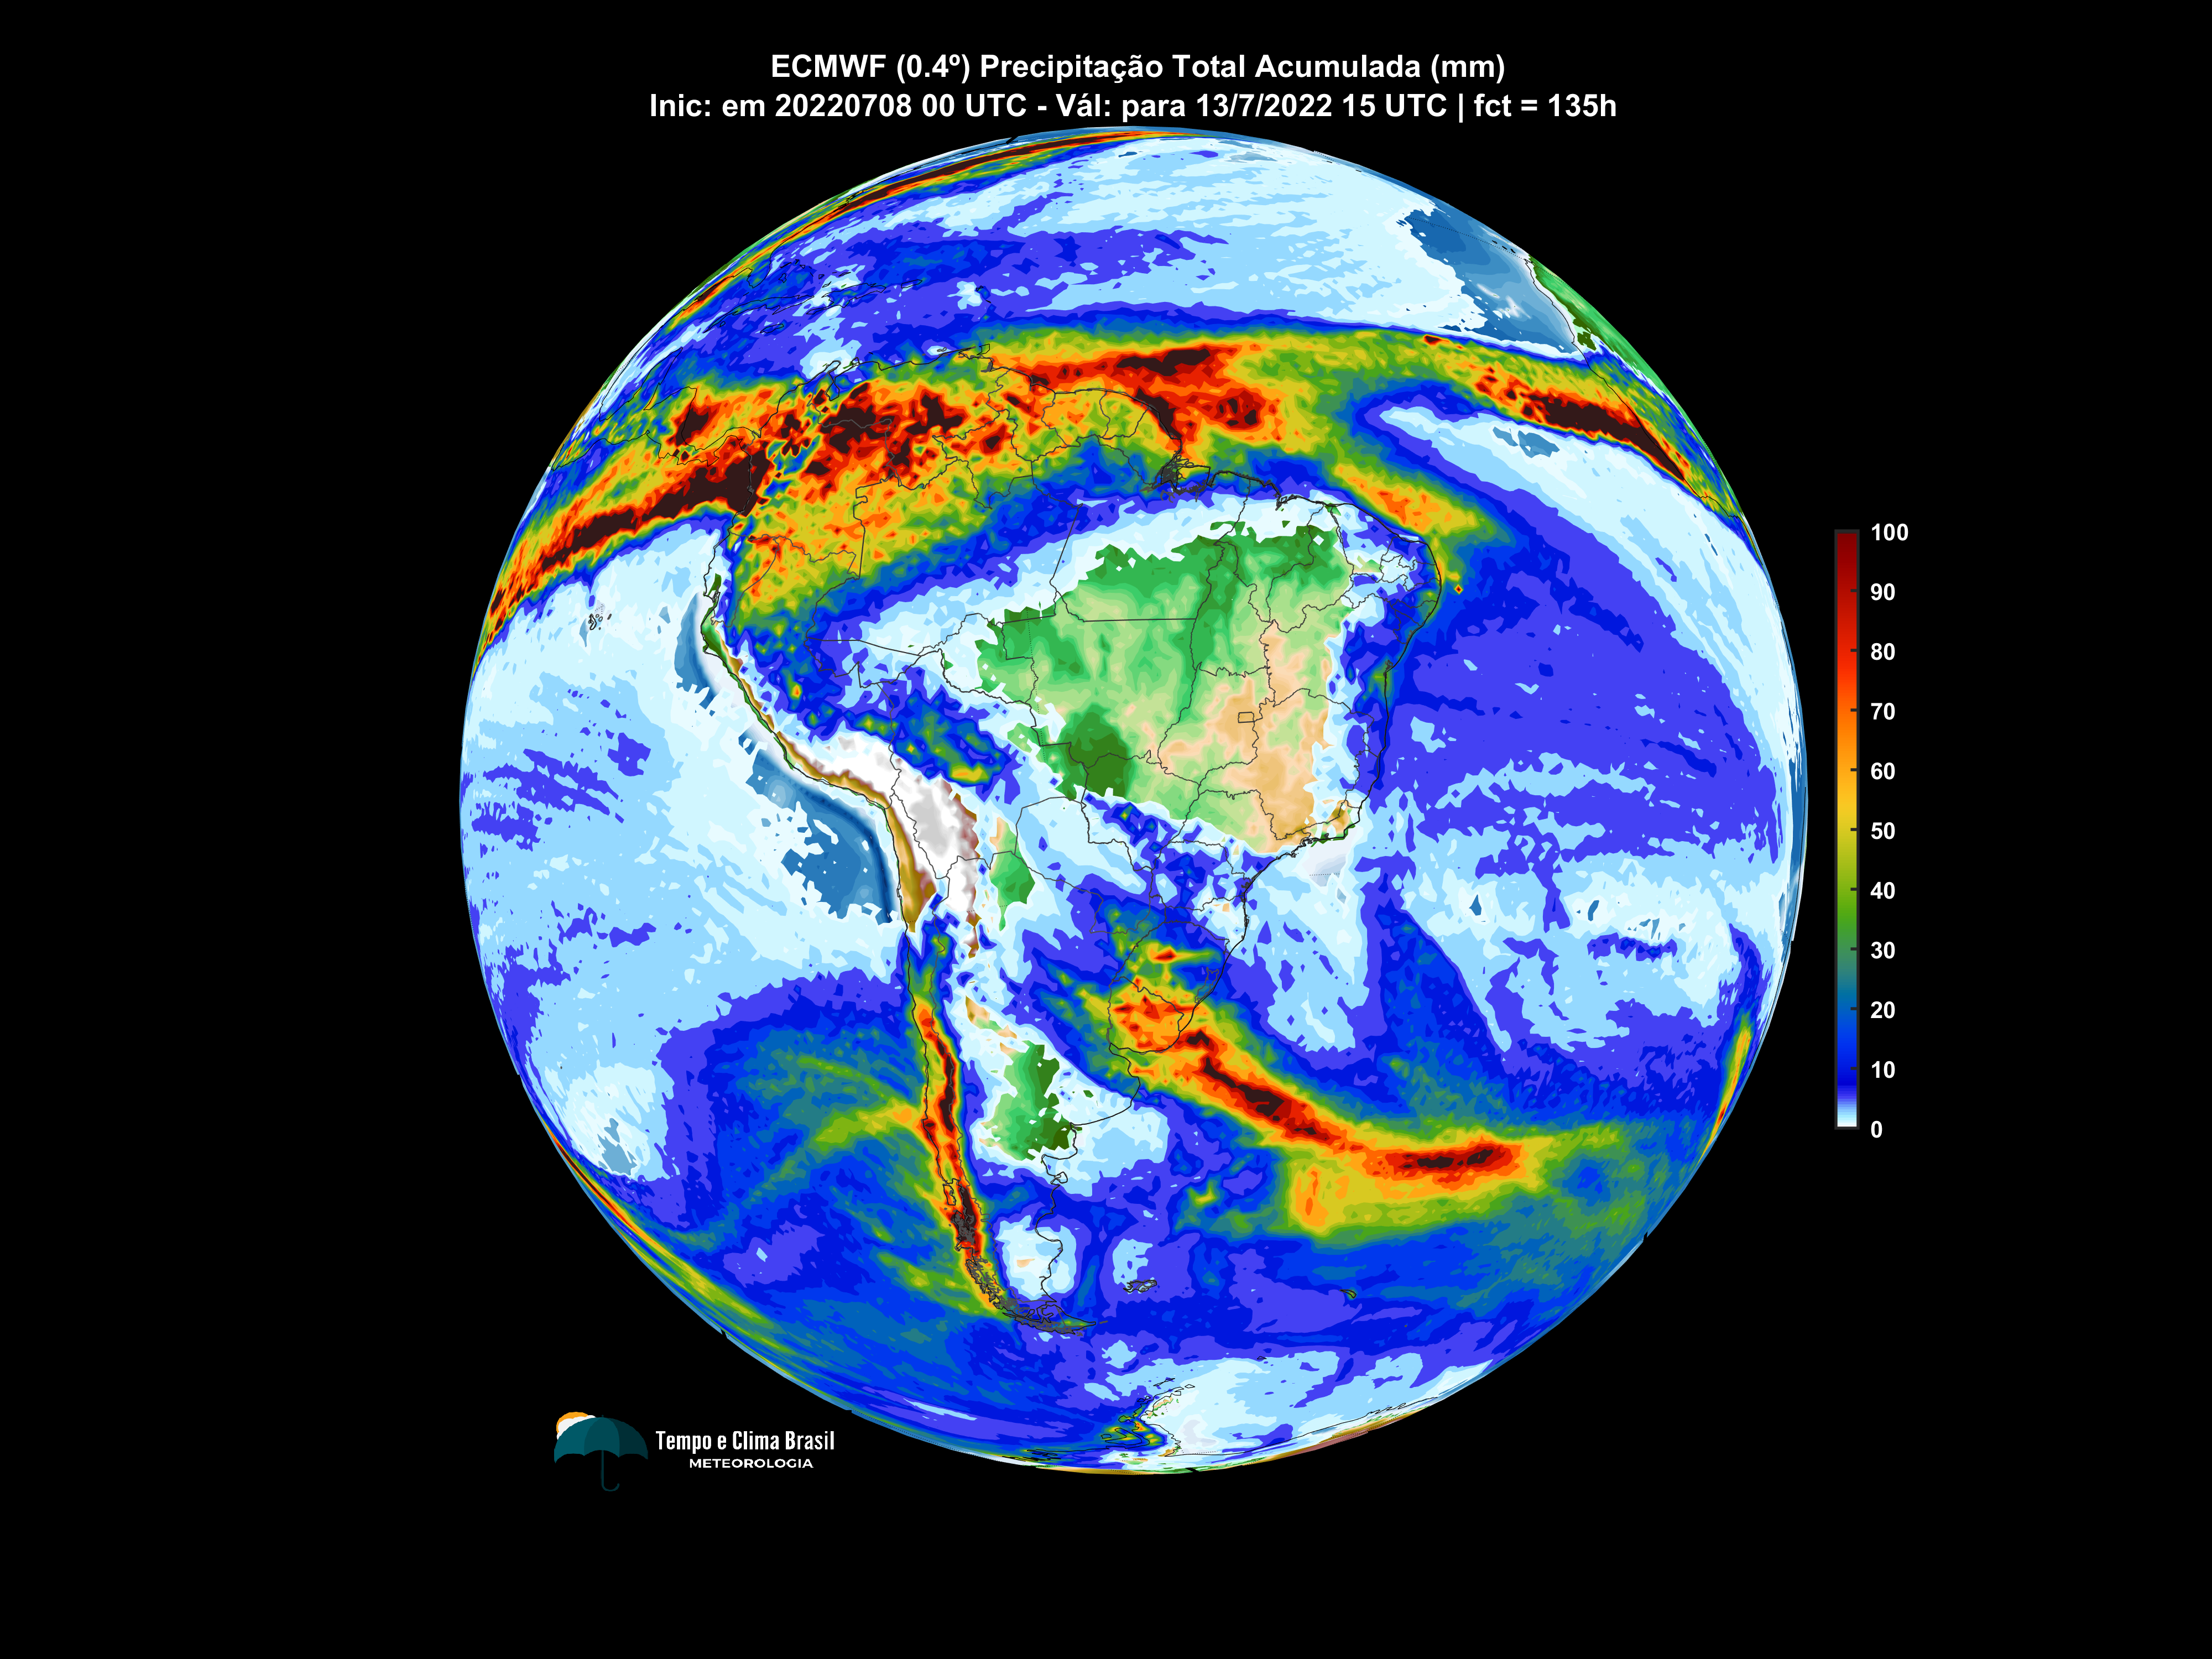 ECMWF (0.4º) Precipitação Total Acumulada (mm)
Inic: em 20220708 00 UTC - Vál: para 13/7/2022 15 UTC | fct = 135h
100
90
80
70
60
50
40
30
20
10
0
Tempo e Clima Brasil
METEOROLOGIA